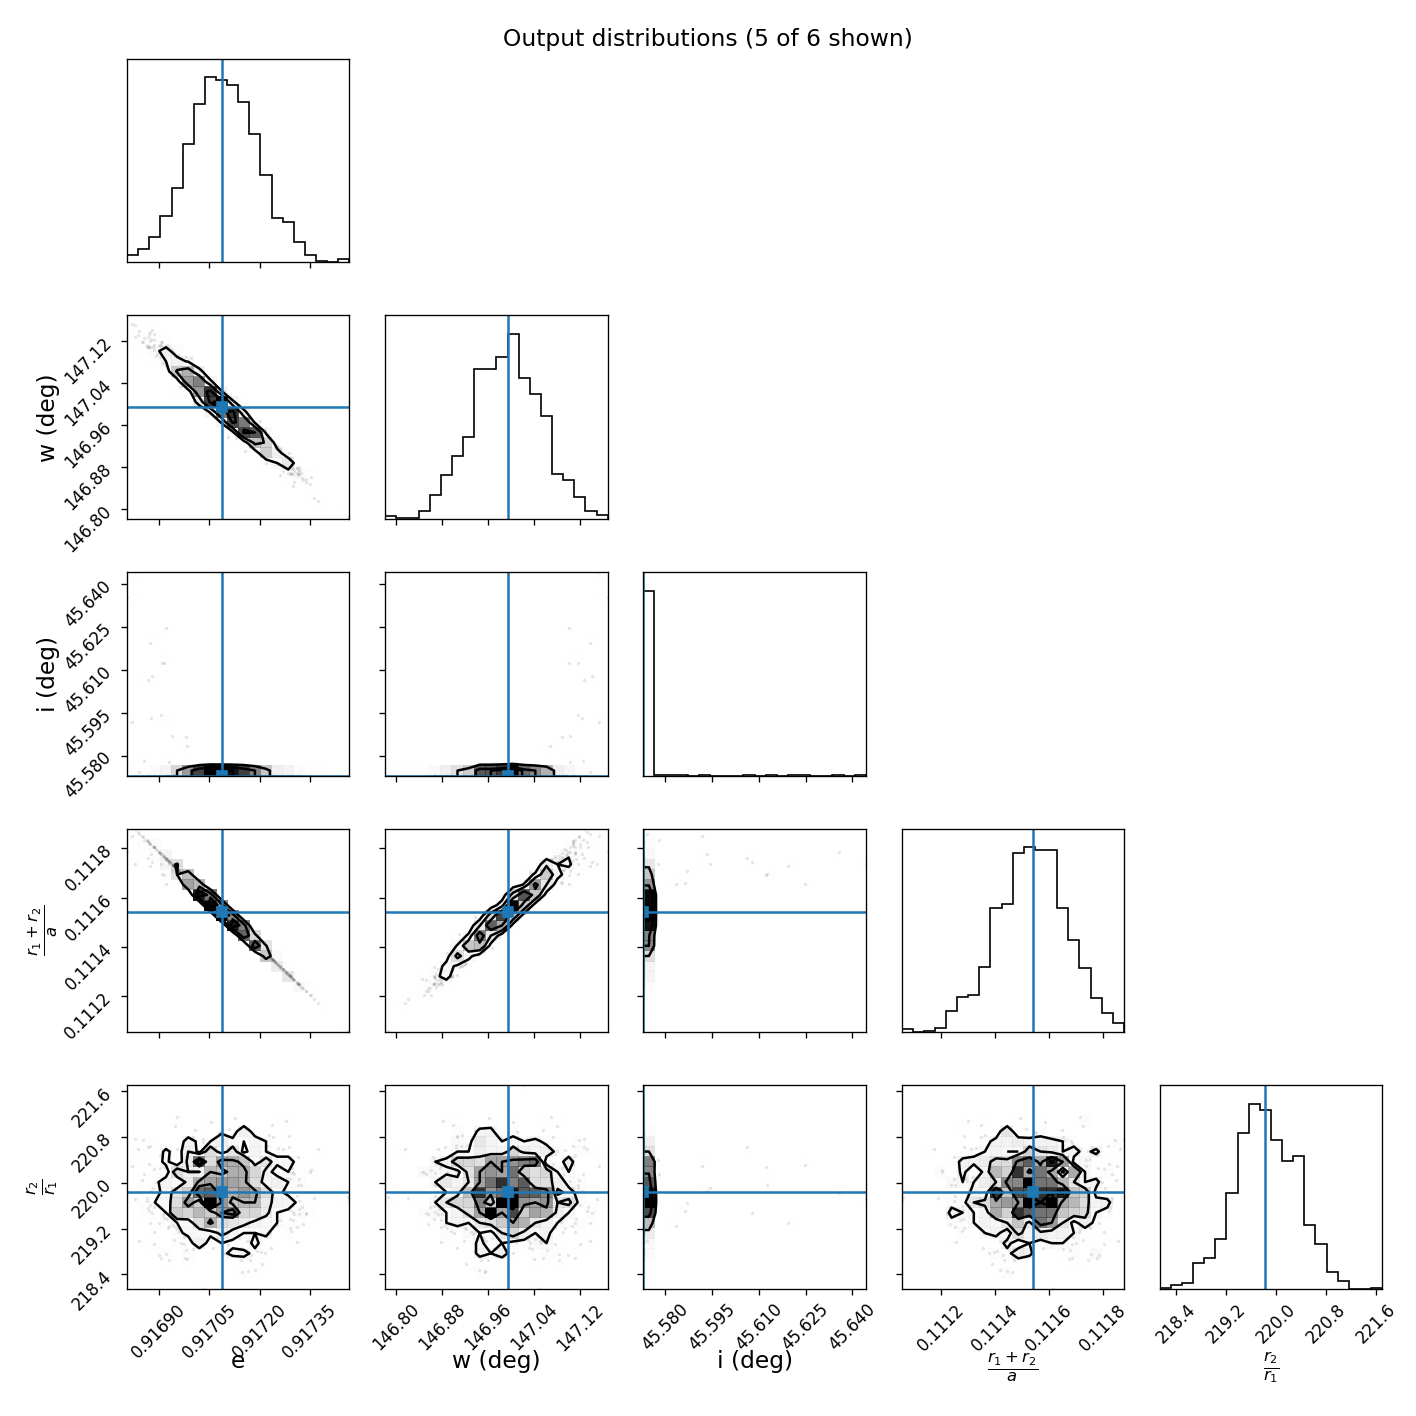 Output distributions (5 of 6 shown)
w (deg)
147.12
147.04
146.96
146.88
146.80
i (deg)
45.640
45.625
45.610
45.595
45.580
r₁ + r₂
a
0.1118
0.1116
0.1114
0.1112
r₂
r₁
221.6
220.8
220.0
219.2
218.4
0.91690 0.91705 0.91720 0.91735
e
146.80 146.88 146.96 147.04 147.12
w (deg)
45.580 45.595 45.610 45.625 45.640
i (deg)
0.1112 0.1114 0.1116 0.1118
r₁ + r₂
a
218.4 219.2 220.0 220.8 221.6
r₂
r₁